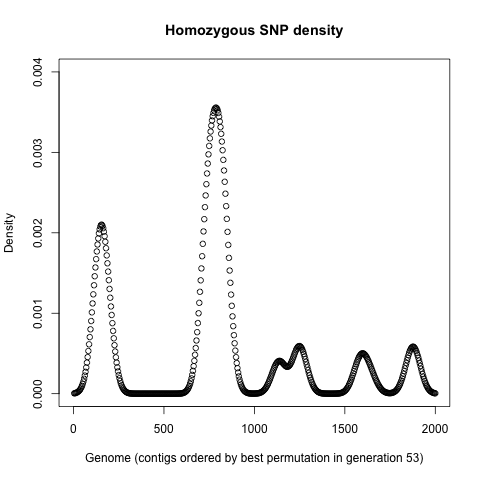 Homozygous SNP density
Density
0.004
0.003
0.002
0.001
0.000
0 500 1000 1500 2000
Genome (contigs ordered by best permutation in generation 53)